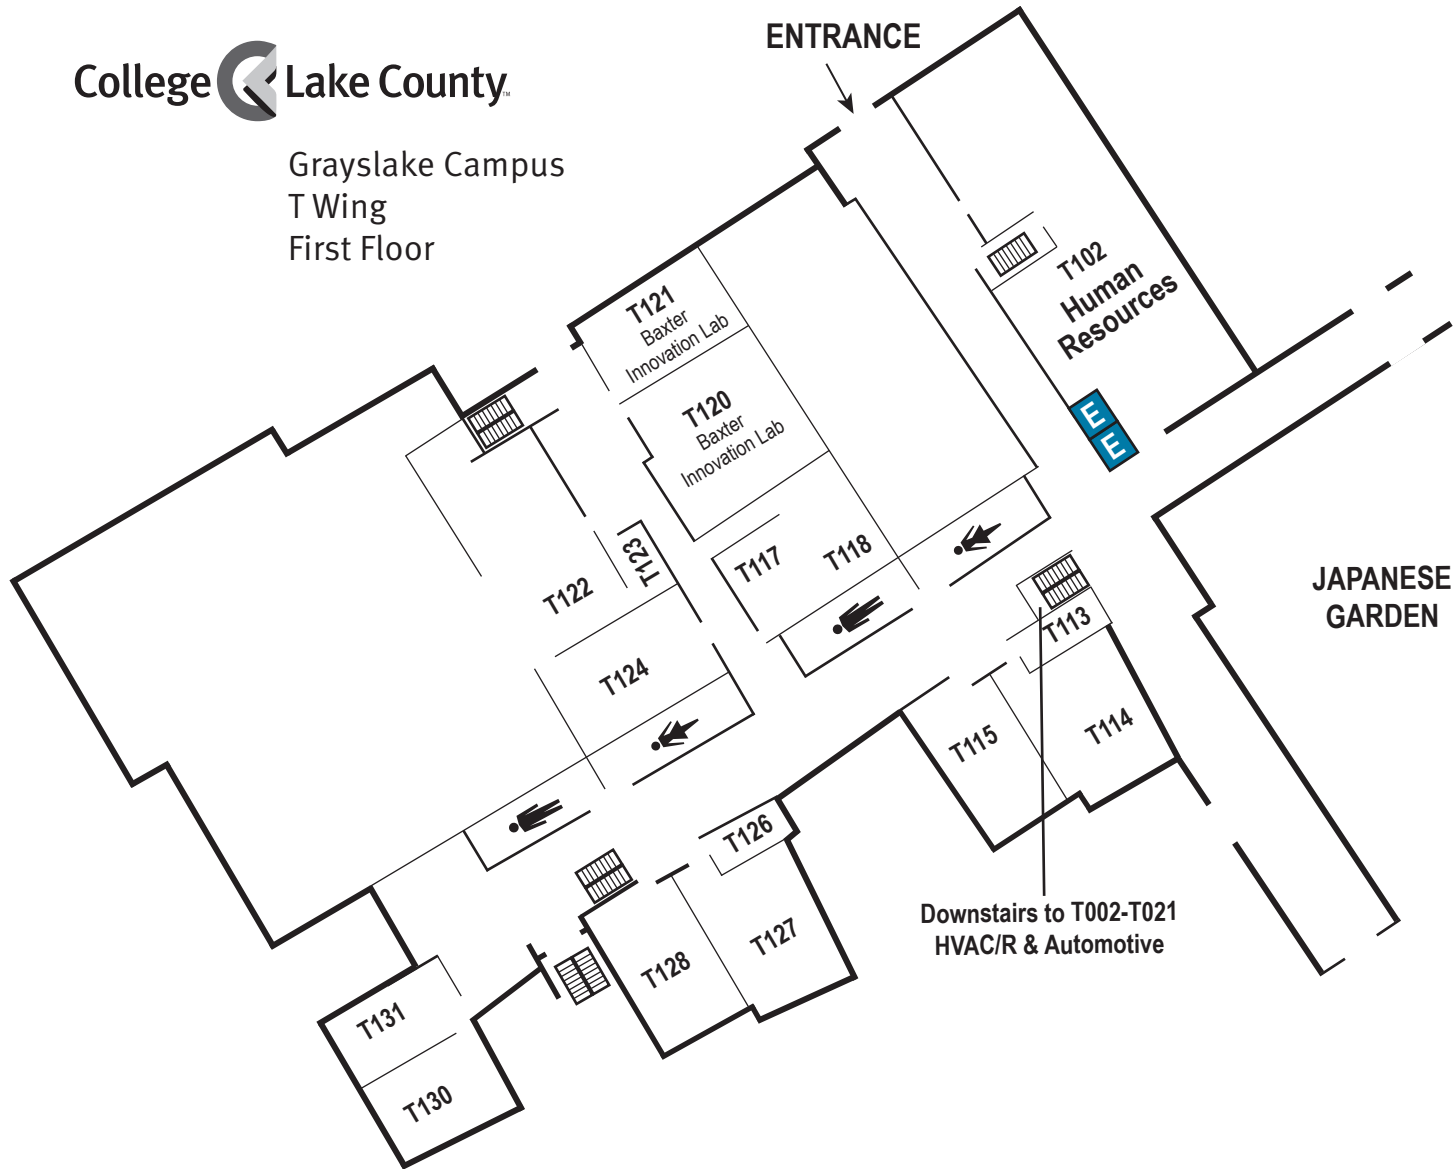 College Lake County™
Grayslake Campus
T Wing
First Floor
ENTRANCE
T102
Human
Resources
E
E
T121
Baxter
Innovation Lab
T120
Baxter
Innovation Lab
T117
T118
T123
T122
T124
T113
T114
T115
JAPANESE
GARDEN
T126
T127
T128
Downstairs to T002-T021
HVAC/R & Automotive
T131
T130